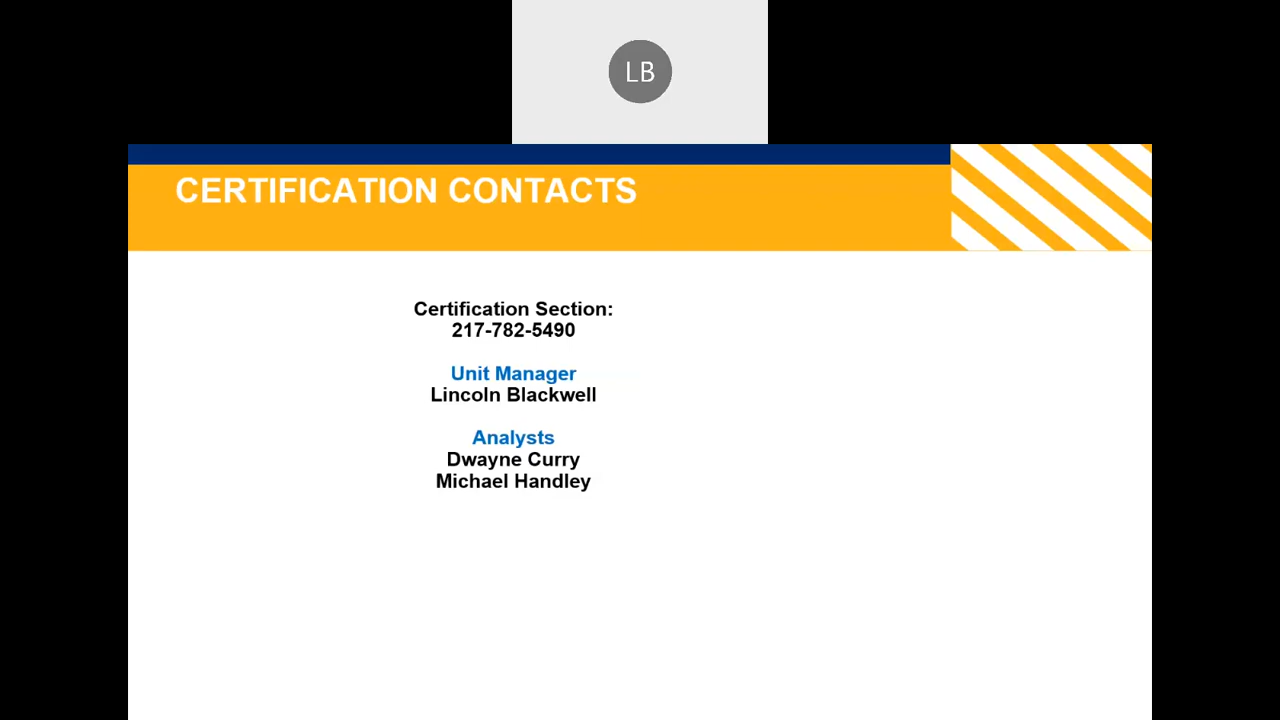 LB
CERTIFICATION CONTACTS
Certification Section:
217-782-5490
Unit Manager
Lincoln Blackwell
Analysts
Dwayne Curry
Michael Handley